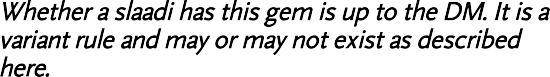 Whether a slaadi has this gem is up to the DM. It is a
variant rule and may or may not exist as described
here.